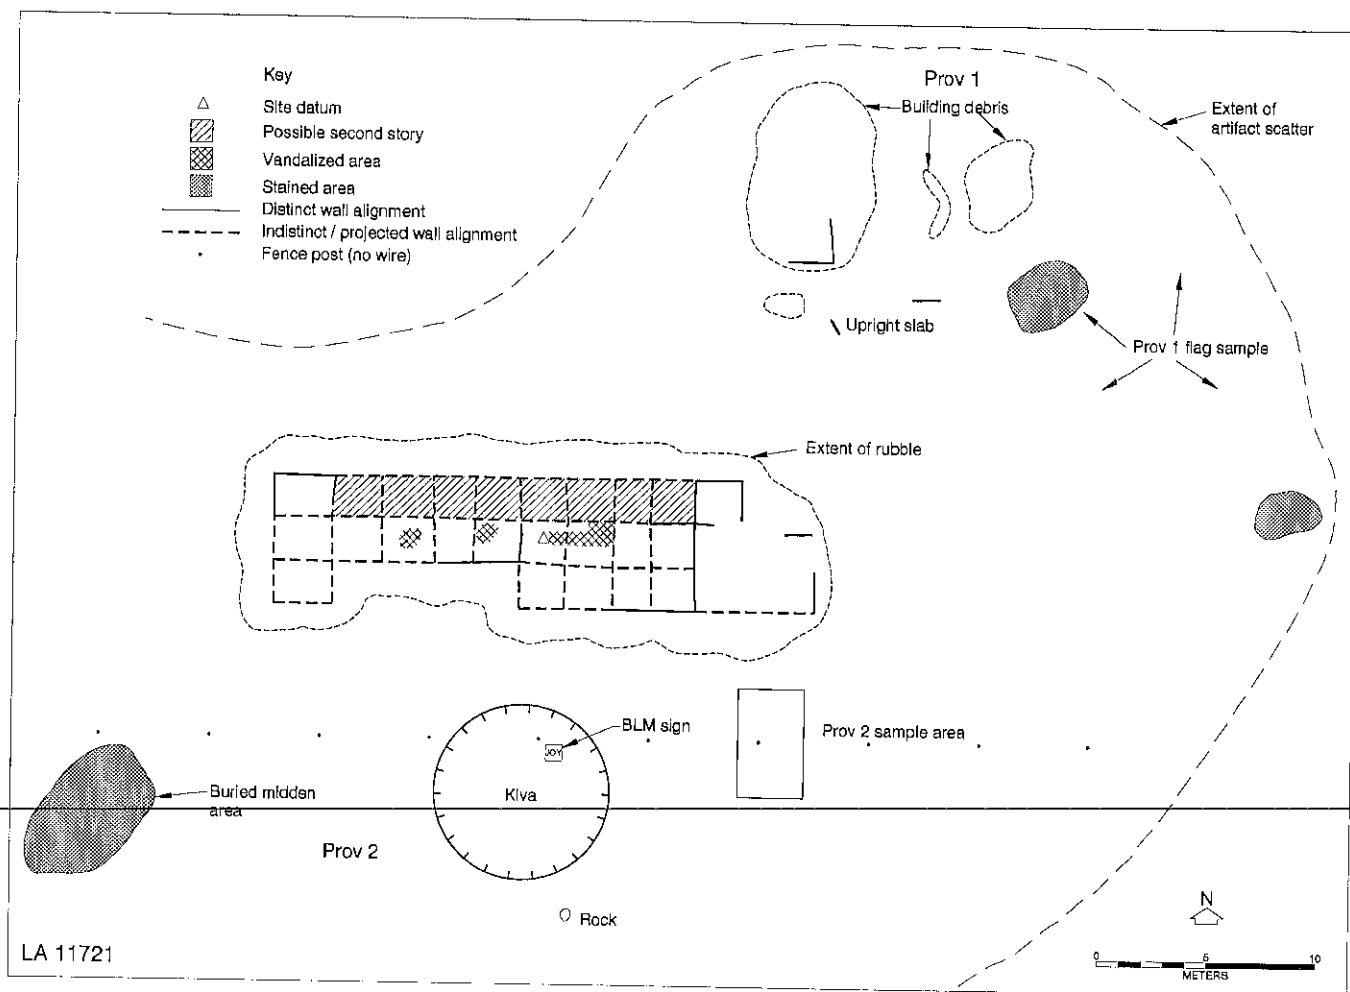 Key
Site datum
Possible second story
Vandalized area
Stained area
Distinct wall alignment
Indistinct / projected wall alignment
Fence post (no wire)
Prov 1
Building debris
Extent of
artifact scatter
Upright slab
Prov 1 flag sample
Extent of rubble
BLM sign
JOY
Prov 2 sample area
Kiva
Buried midden
area
Prov 2
Rock
N
LA 11721
0 5 10
METERS